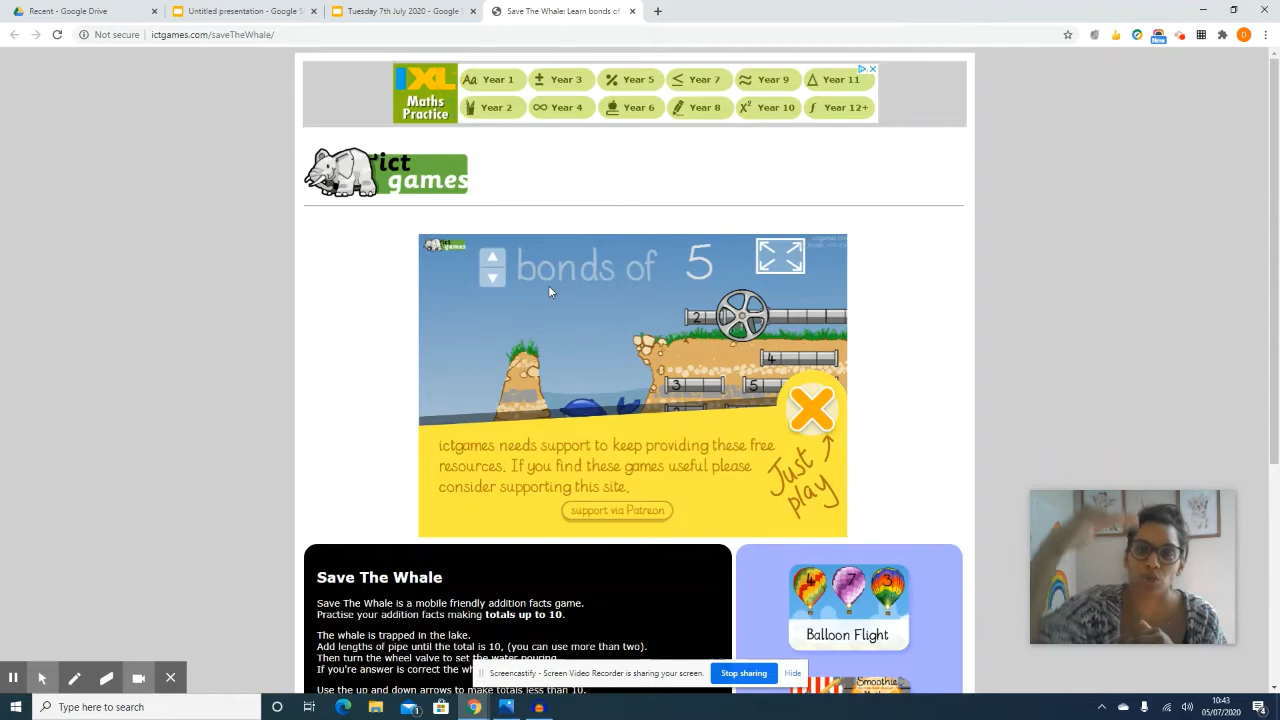 Recent - Google Drive
Untitled presentation - Google S
Tuesday 7th July 2020 - Google S
Save The Whale: Learn bonds of
Not secure
ictgames.com/saveTheWhale/
New
D
IXL
Maths
Practice
Year 1
Year 3
Year 5
Year 7
Year 9
Year 11
Year 2
Year 4
Year 6
Year 8
Year 10
Year 12+
ict
games
bonds of 5
2
4
3
5
ictgames needs support to keep providing these free
resources. If you find these games useful please
consider supporting this site.
support via Patreon
Just
play
Save The Whale
Save The Whale is a mobile friendly addition facts game.
Practise your addition facts making totals up to 10.
The whale is trapped in the lake.
Add lengths of pipe until the total is 10, (you can use more than two).
Then turn the wheel valve to set the water pouring.
If you're answer is correct the wh
Use the up and down arrows to make totals less than 10.
4 7 3
Balloon Flight
Smoothie
Screencastify - Screen Video Recorder is sharing your screen.
Stop sharing
Hide
Type here to search
10:43
05/07/2020